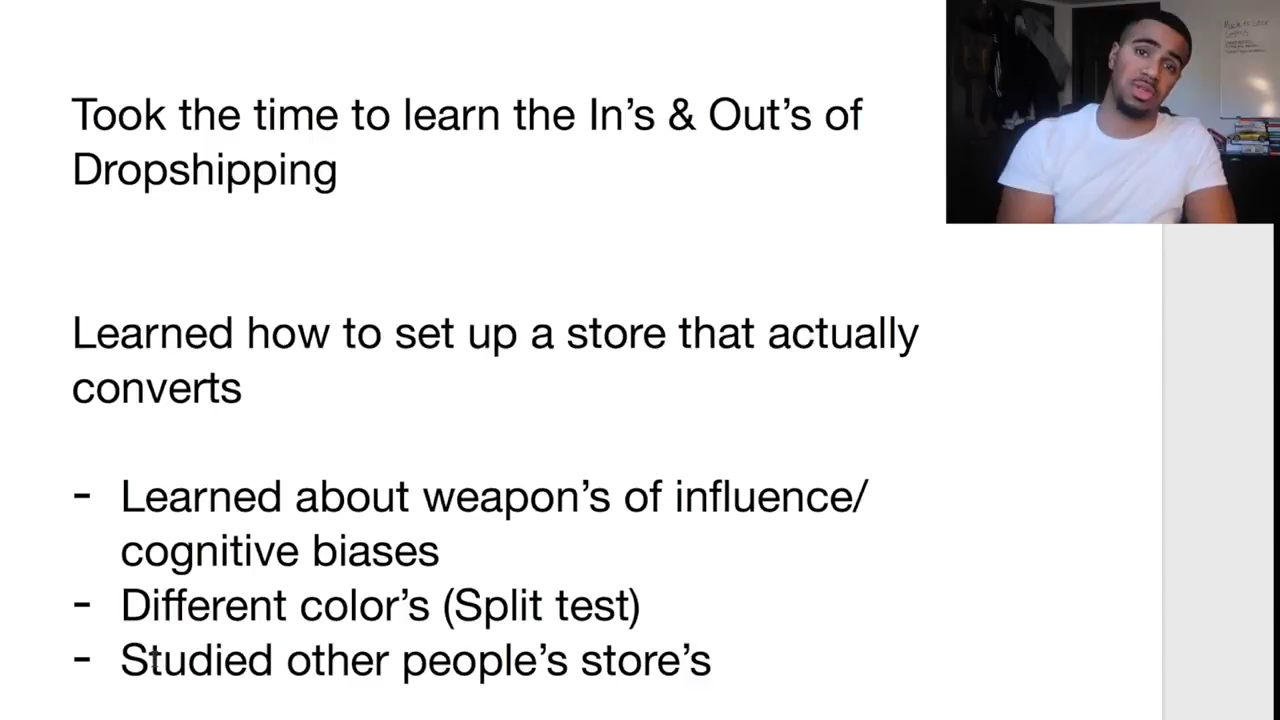 Took the time to learn the In’s & Out’s of
Dropshipping
Learned how to set up a store that actually
converts
- Learned about weapon’s of influence/
cognitive biases
- Different color’s (Split test)
- Studied other people’s store’s